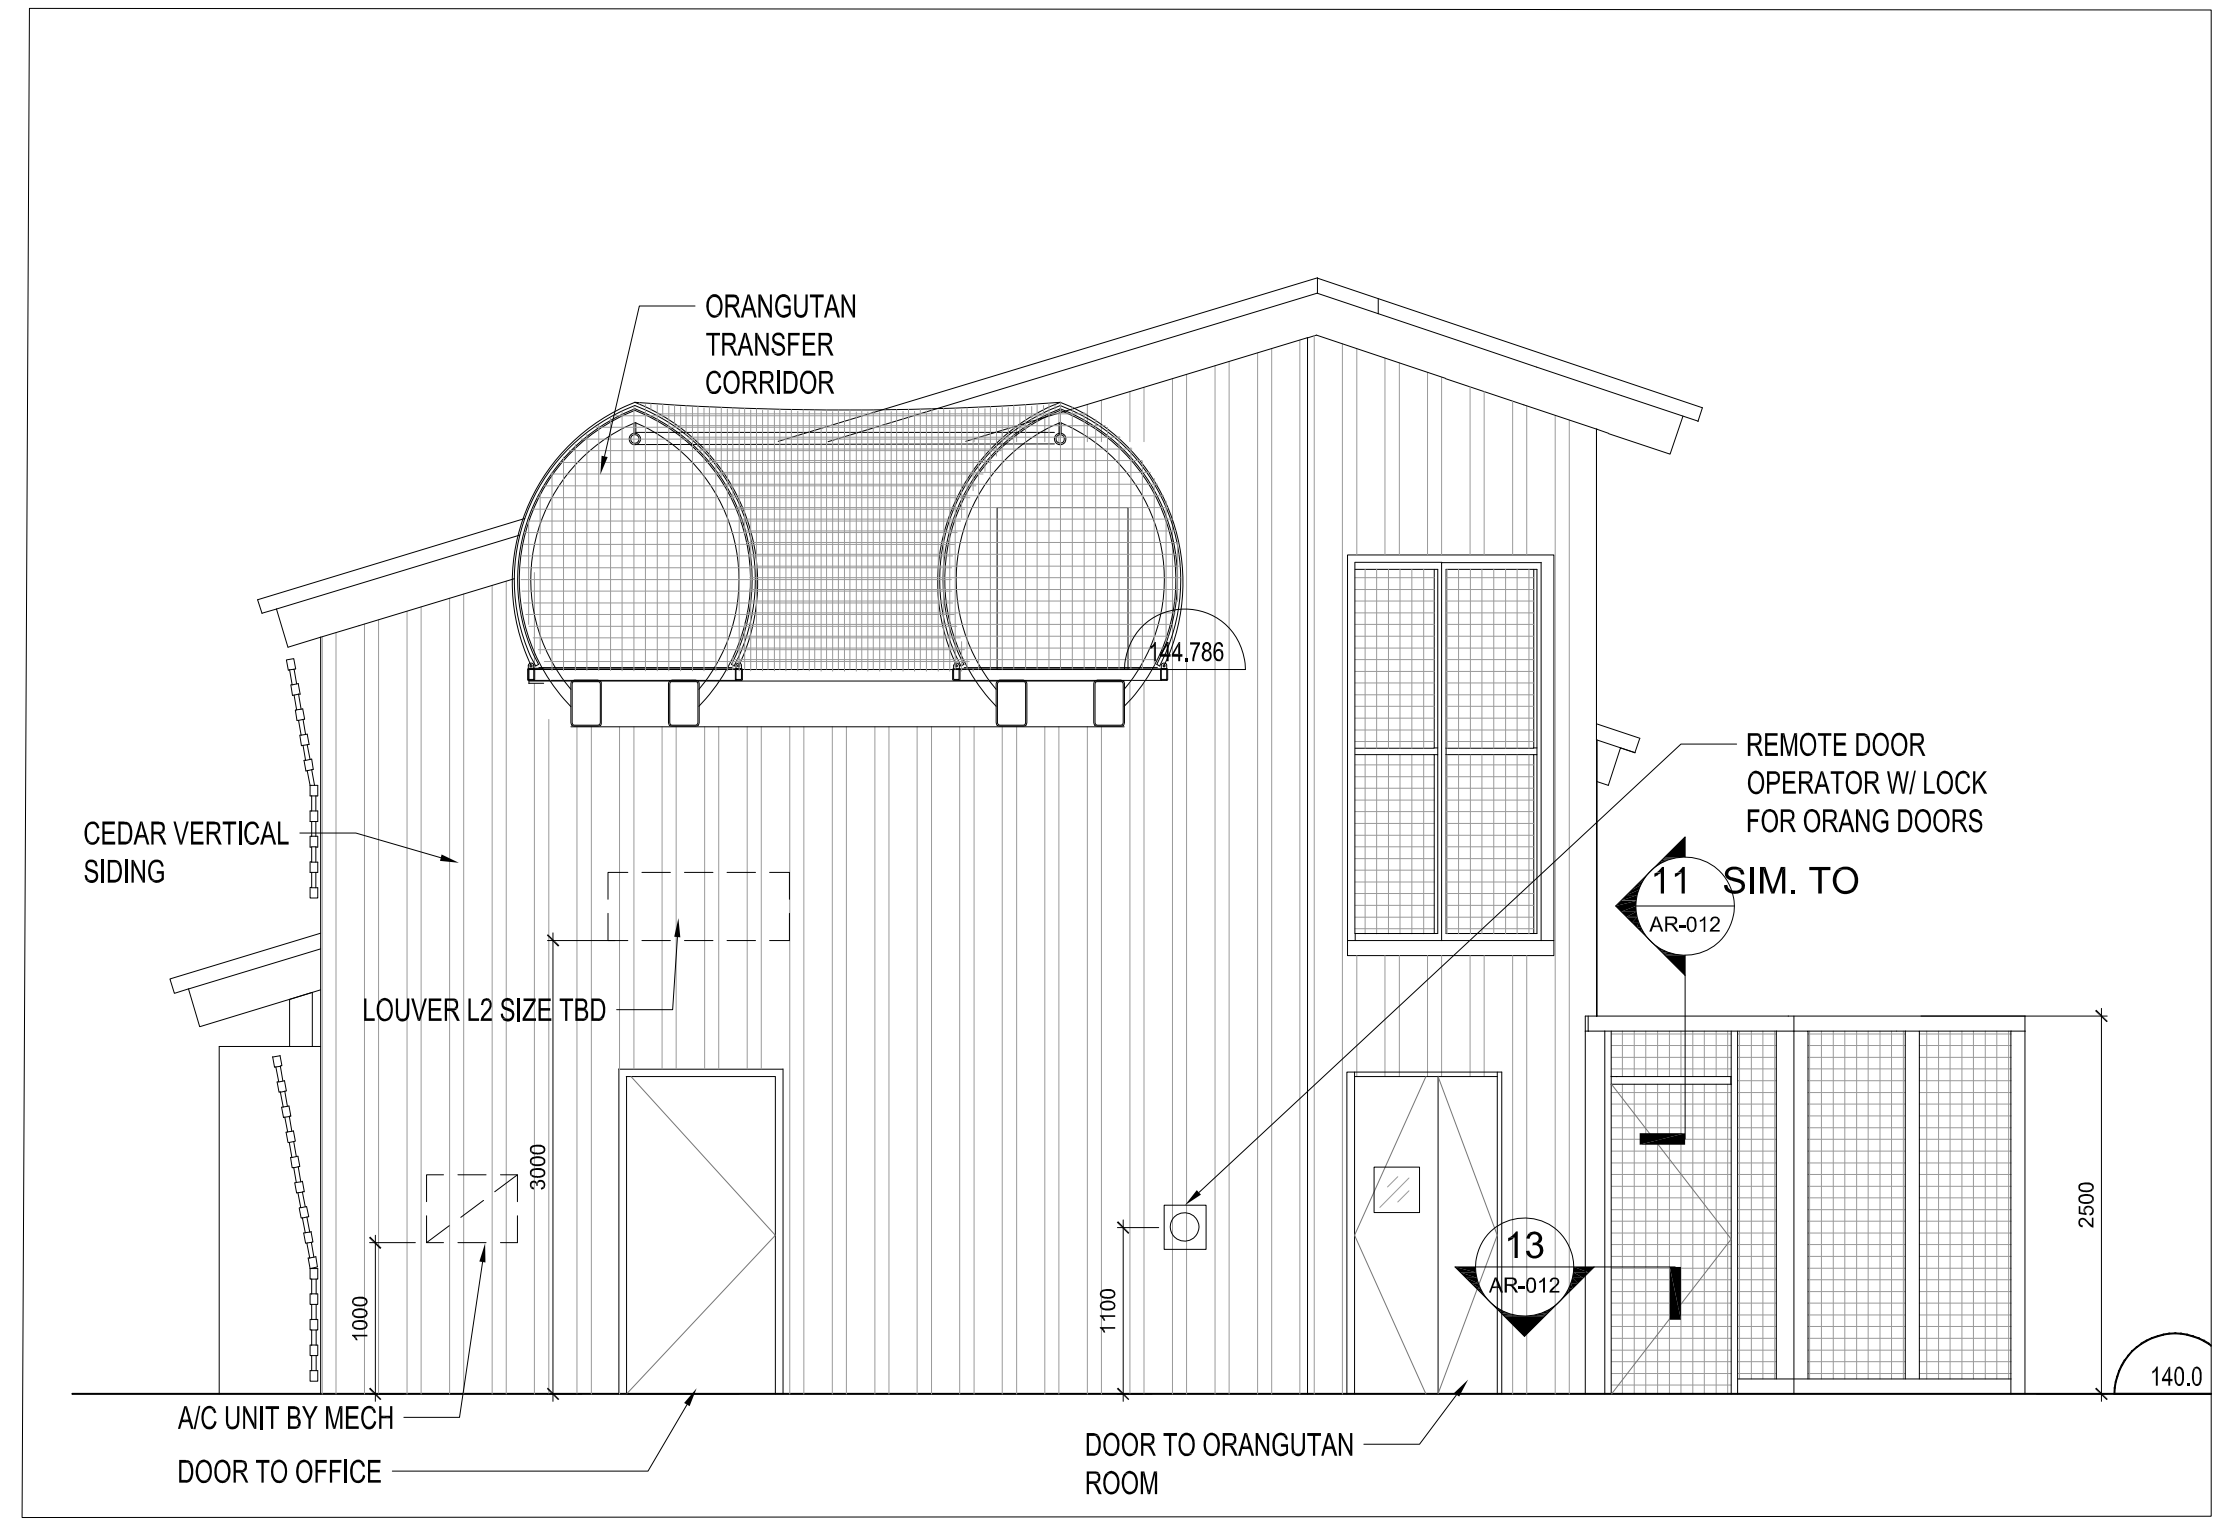 ORANGUTAN
TRANSFER
CORRIDOR
144.786
REMOTE DOOR
OPERATOR W/ LOCK
FOR ORANG DOORS
CEDAR VERTICAL
SIDING
11 SIM. TO
AR-012
LOUVER L2 SIZE TBD
3000
2500
13
AR-012
1000
1100
140.0
A/C UNIT BY MECH
DOOR TO OFFICE
DOOR TO ORANGUTAN
ROOM